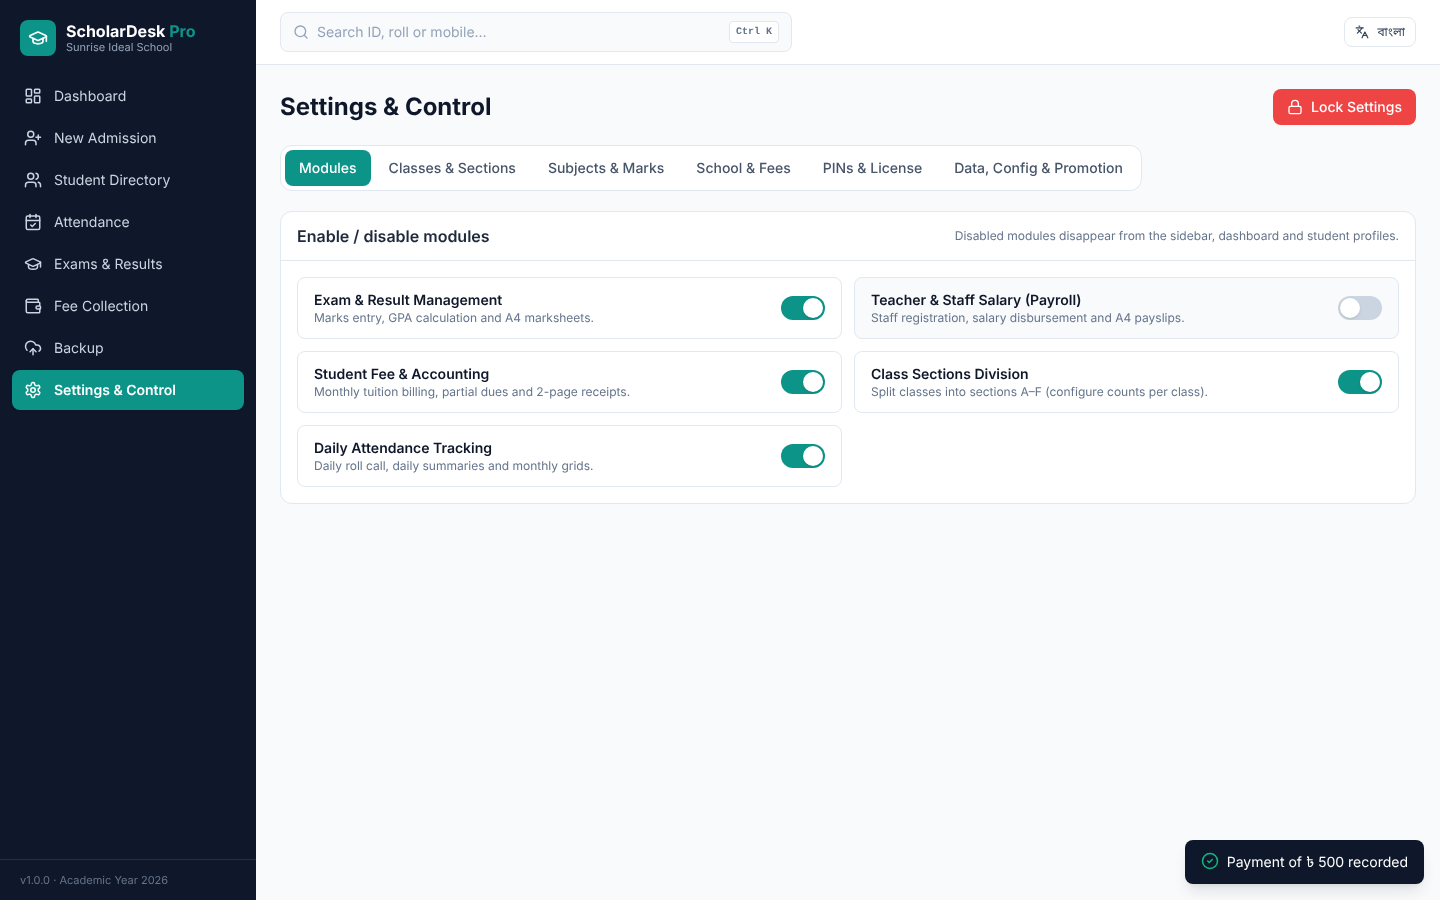 ScholarDesk Pro
Sunrise Ideal School
Dashboard
New Admission
Student Directory
Attendance
Exams & Results
Fee Collection
Backup
Settings & Control
v1.0.0 · Academic Year 2026
Search ID, roll or mobile...
Ctrl K
বাংলা
Settings & Control
Lock Settings
Modules
Classes & Sections
Subjects & Marks
School & Fees
PINs & License
Data, Config & Promotion
Enable / disable modules
Disabled modules disappear from the sidebar, dashboard and student profiles.
Exam & Result Management
Marks entry, GPA calculation and A4 marksheets.
Teacher & Staff Salary (Payroll)
Staff registration, salary disbursement and A4 payslips.
Student Fee & Accounting
Monthly tuition billing, partial dues and 2-page receipts.
Class Sections Division
Split classes into sections A–F (configure counts per class).
Daily Attendance Tracking
Daily roll call, daily summaries and monthly grids.
Payment of ৳ 500 recorded